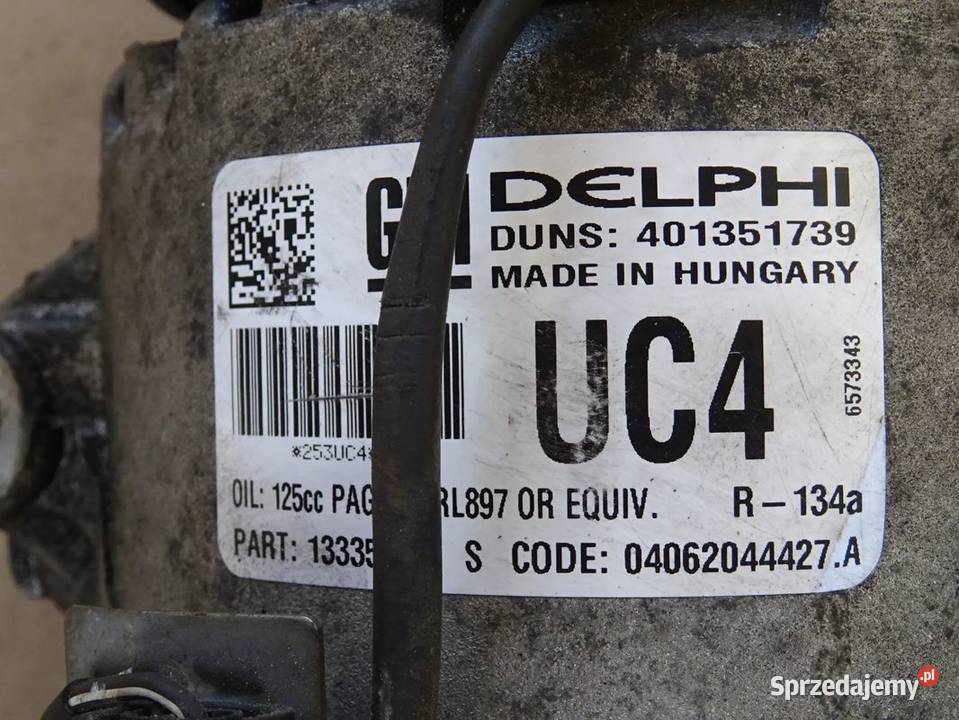 DELPHI
DUNS: 401351739
MADE IN HUNGARY
UC4
6573343
*253UC4
OIL: 125cc PAG RL897 OR EQUIV. R-134a
PART: 13335 S CODE: 04062044427.A
Sprzedajemy.pl